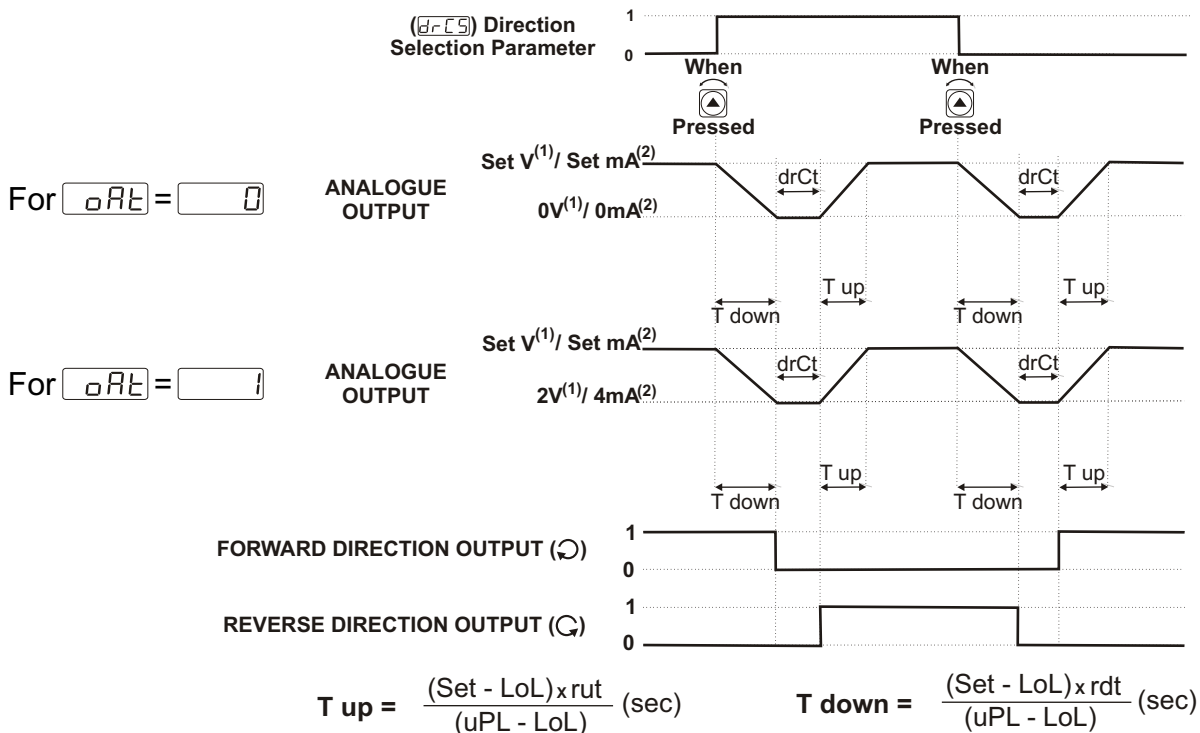 (drCS) Direction
Selection Parameter
1
0
When
Pressed
When
Pressed
For oAt = 0
ANALOGUE
OUTPUT
Set V(1)/ Set mA(2)
0V(1)/ 0mA(2)
drCt
drCt
T down
T up
T down
T up
For oAt = 1
ANALOGUE
OUTPUT
Set V(1)/ Set mA(2)
2V(1)/ 4mA(2)
drCt
drCt
T down
T up
T down
T up
FORWARD DIRECTION OUTPUT ()
1
0
REVERSE DIRECTION OUTPUT ()
1
0
T up = (Set - LoL) x rut / (uPL - LoL) (sec)
T down = (Set - LoL) x rdt / (uPL - LoL) (sec)